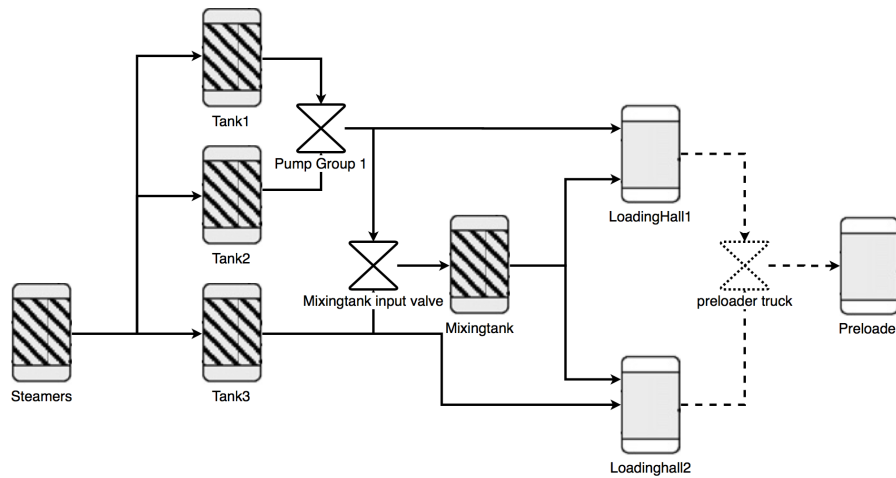 Tank1
Pump Group 1
LoadingHall1
Tank2
Mixingtank input valve
preloader truck
Mixingtank
Preloade
Steamers
Tank3
Loadinghall2